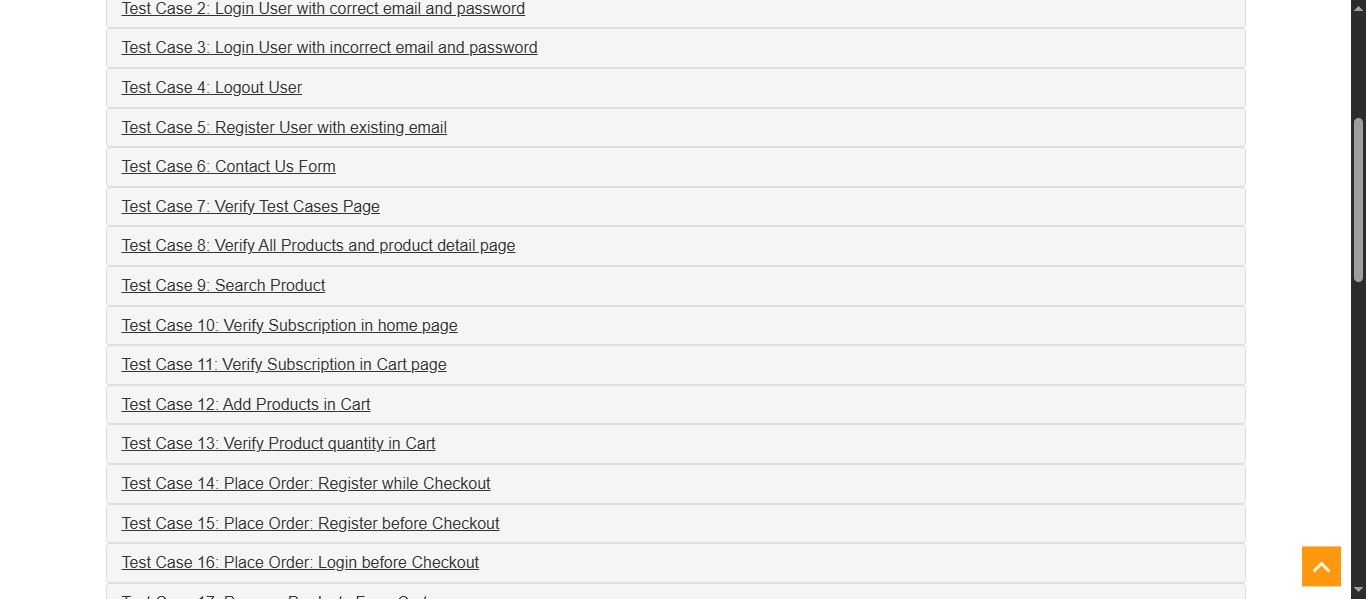 Test Case 2: Login User with correct email and password
Test Case 3: Login User with incorrect email and password
Test Case 4: Logout User
Test Case 5: Register User with existing email
Test Case 6: Contact Us Form
Test Case 7: Verify Test Cases Page
Test Case 8: Verify All Products and product detail page
Test Case 9: Search Product
Test Case 10: Verify Subscription in home page
Test Case 11: Verify Subscription in Cart page
Test Case 12: Add Products in Cart
Test Case 13: Verify Product quantity in Cart
Test Case 14: Place Order: Register while Checkout
Test Case 15: Place Order: Register before Checkout
Test Case 16: Place Order: Login before Checkout